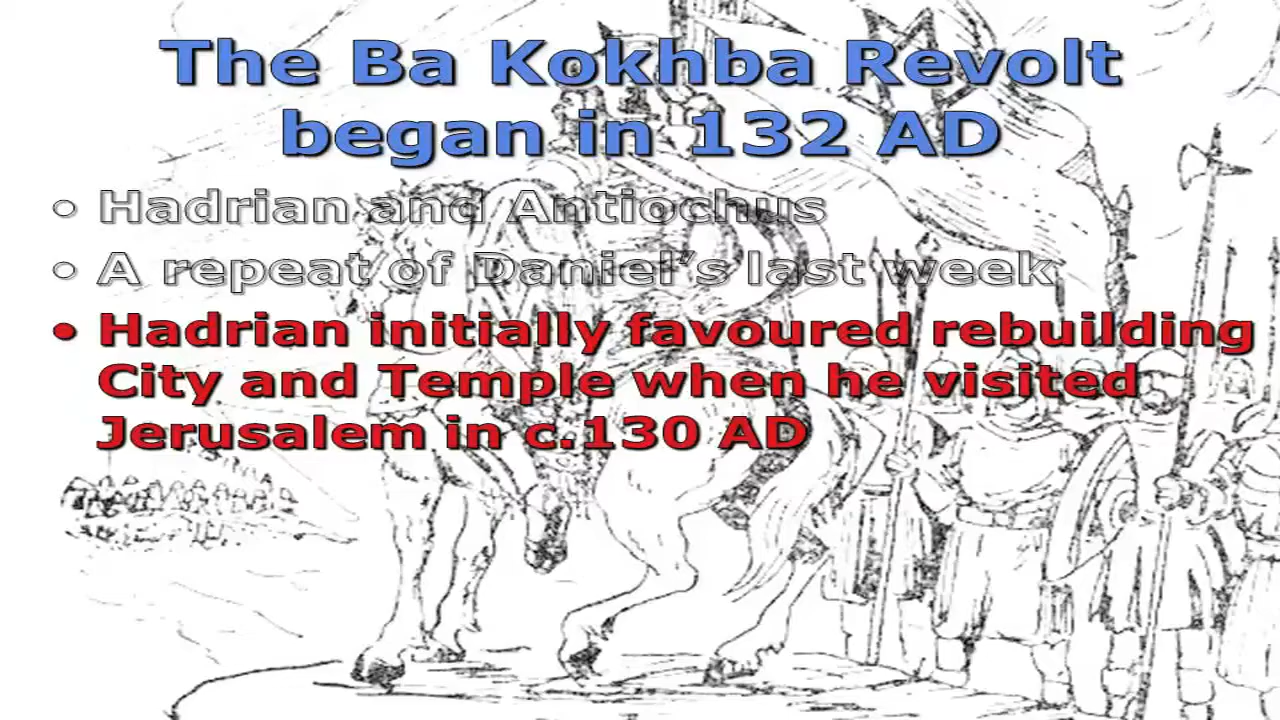 The Ba Kokhba Revolt
began in 132 AD
• Hadrian and Antiochus
• A repeat of Daniel's last week
• Hadrian initially favoured rebuilding
City and Temple when he visited
Jerusalem in c.130 AD